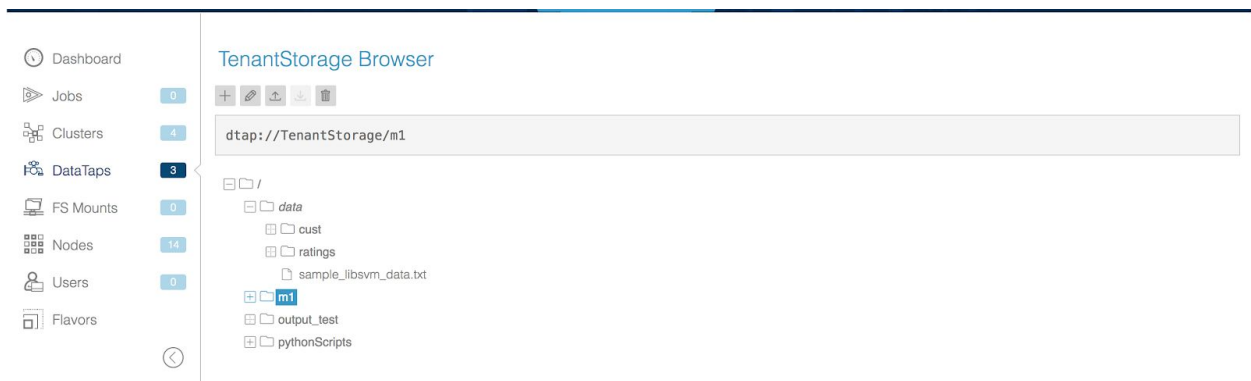 Dashboard
Jobs 0
Clusters 4
DataTaps 3
FS Mounts 0
Nodes 14
Users 0
Flavors
TenantStorage Browser
dtap://TenantStorage/m1
/
data
cust
ratings
sample_libsvm_data.txt
m1
output_test
pythonScripts